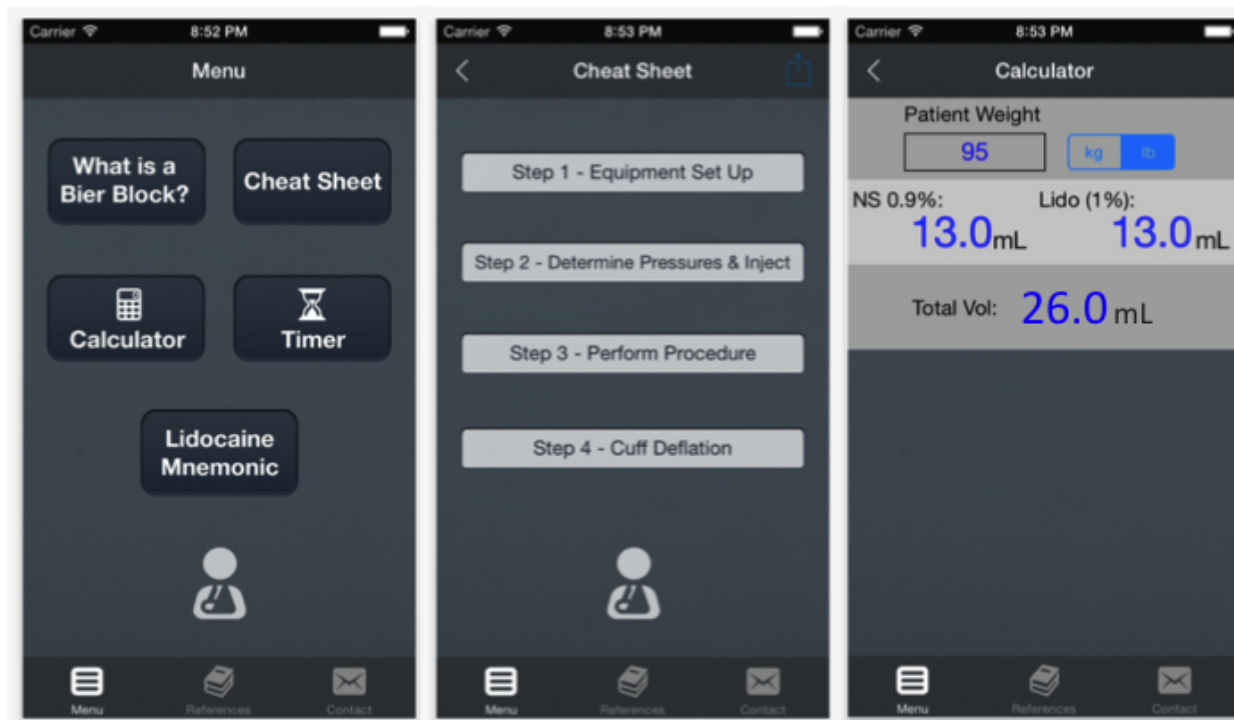 Carrier 8:52 PM
Menu
What is a
Bier Block?
Cheat Sheet
Calculator
Timer
Lidocaine
Mnemonic
Menu References Contact
Carrier 8:53 PM
Cheat Sheet
Step 1 - Equipment Set Up
Step 2 - Determine Pressures & Inject
Step 3 - Perform Procedure
Step 4 - Cuff Deflation
Menu References Contact
Carrier 8:53 PM
Calculator
Patient Weight
95 kg lb
NS 0.9%: Lido (1%):
13.0mL 13.0mL
Total Vol: 26.0 mL
Menu References Contact